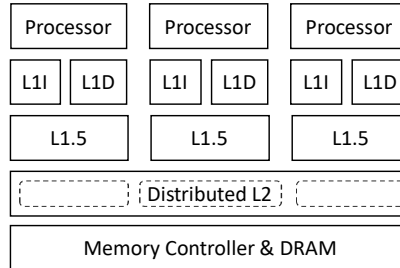 Processor Processor Processor
L1I L1D L1I L1D L1I L1D
L1.5 L1.5 L1.5
Distributed L2
Memory Controller & DRAM